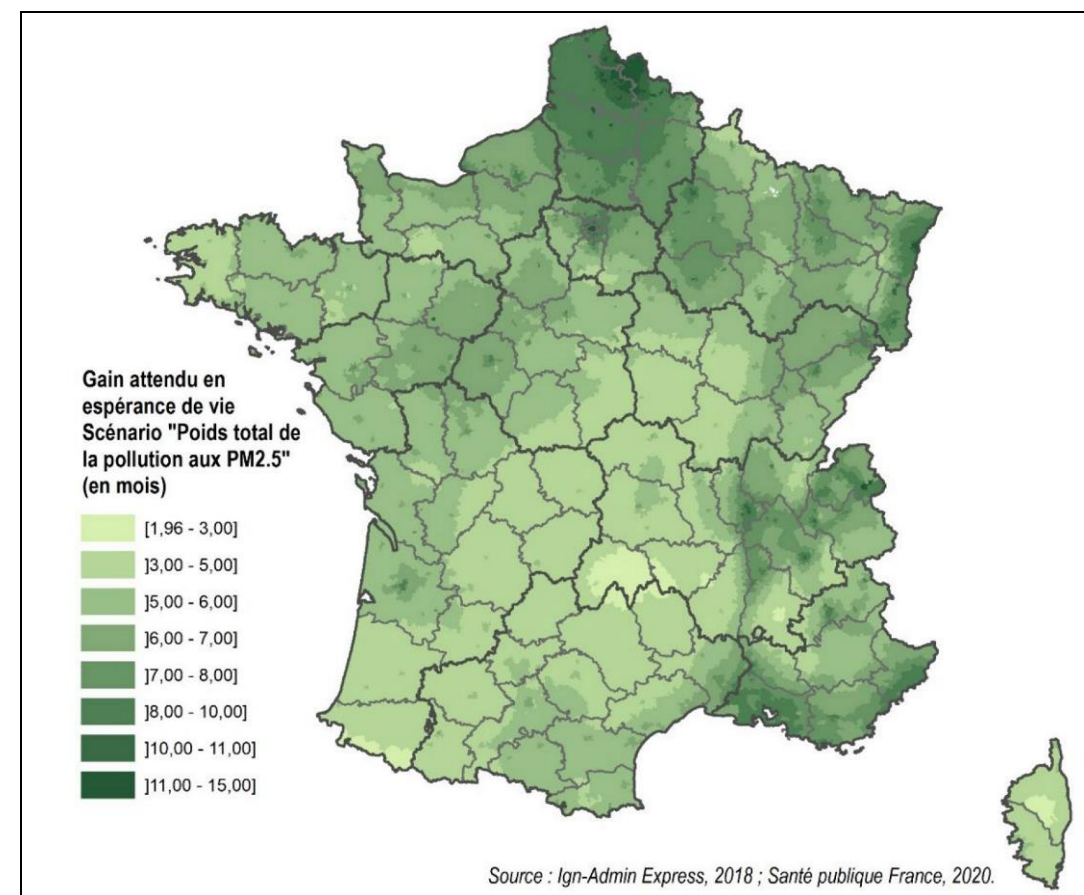 Gain attendu en
espérance de vie
Scénario "Poids total de
la pollution aux PM2.5"
(en mois)
]1,96 - 3,00]
]3,00 - 5,00]
]5,00 - 6,00]
]6,00 - 7,00]
]7,00 - 8,00]
]8,00 - 10,00]
]10,00 - 11,00]
]11,00 - 15,00]
Source : Ign-Admin Express, 2018 ; Santé publique France, 2020.